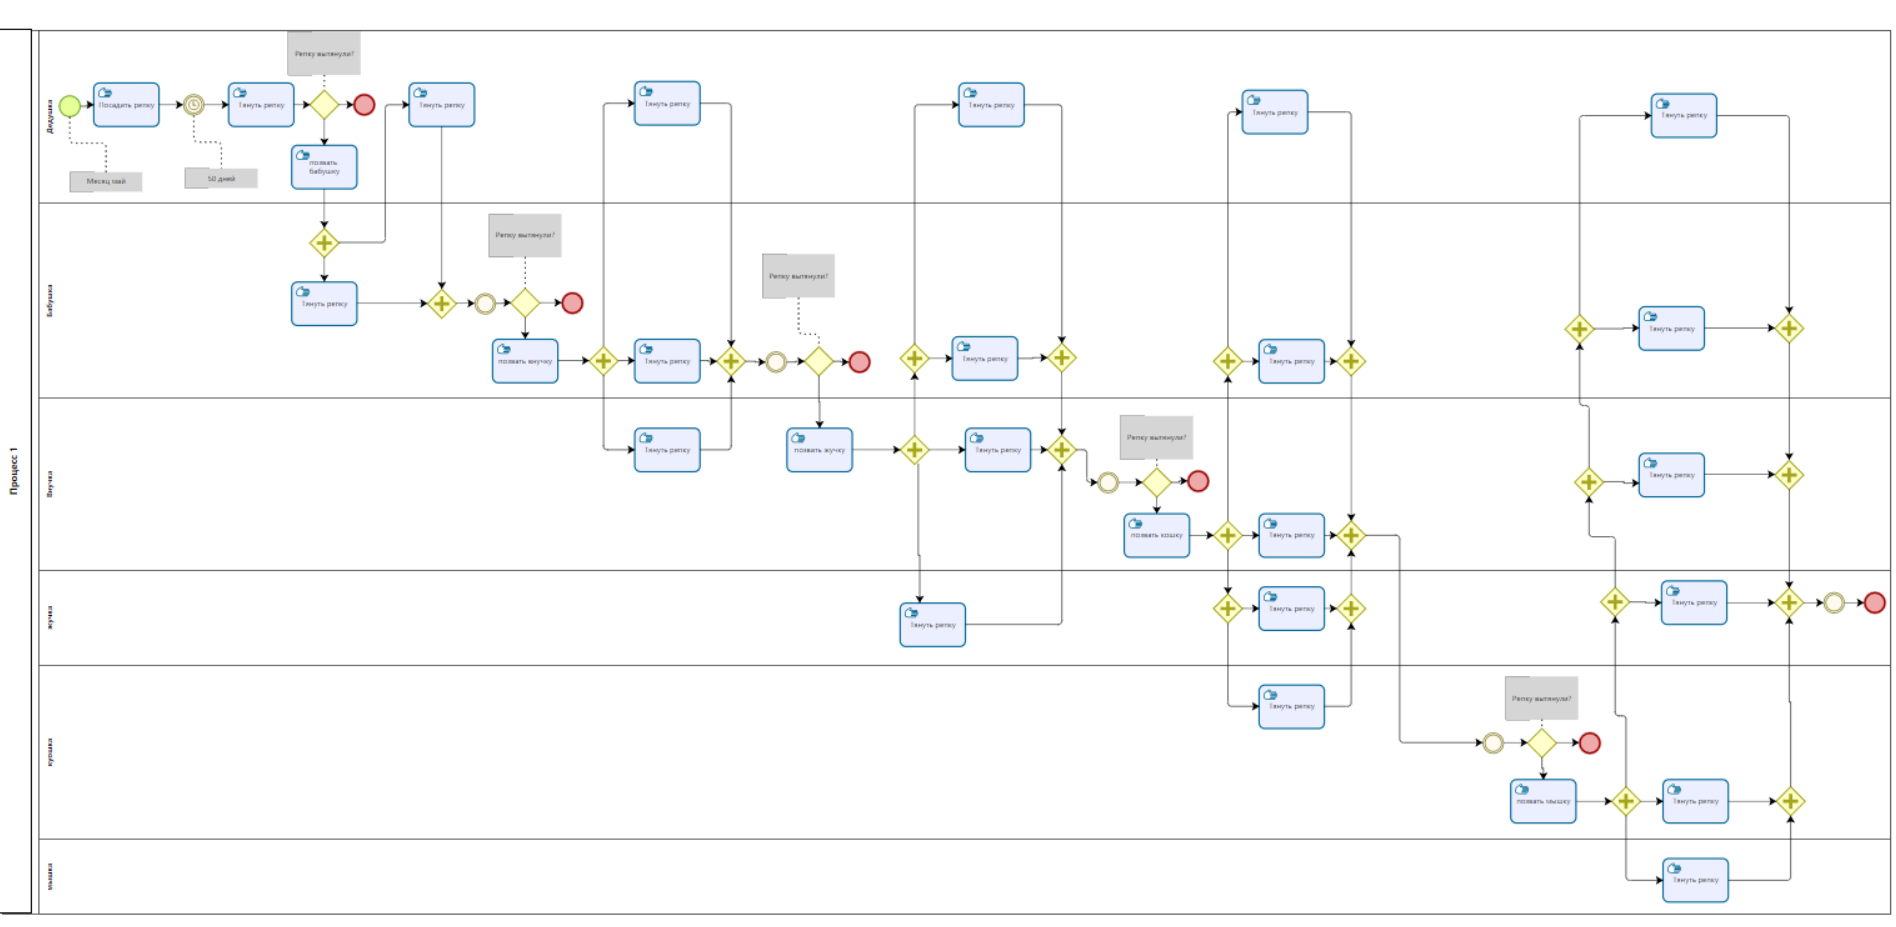 Процесс 1
Дедушка
Репку вытянули?
Посадить репку
Тянуть репку
Тянуть репку
Тянуть репку
Тянуть репку
Тянуть репку
Тянуть репку
позвать
бабушку
Месяц май
50 дней
Бабушка
Репку вытянули?
Репку вытянули?
Тянуть репку
позвать внучку
Тянуть репку
Тянуть репку
Тянуть репку
Тянуть репку
Внучка
Репку вытянули?
Тянуть репку
позвать жучку
Тянуть репку
Тянуть репку
позвать кошку
Тянуть репку
жучка
Тянуть репку
Тянуть репку
Тянуть репку
Тянуть репку
Репку вытянули?
позвать мышку
Тянуть репку
мышка
Тянуть репку